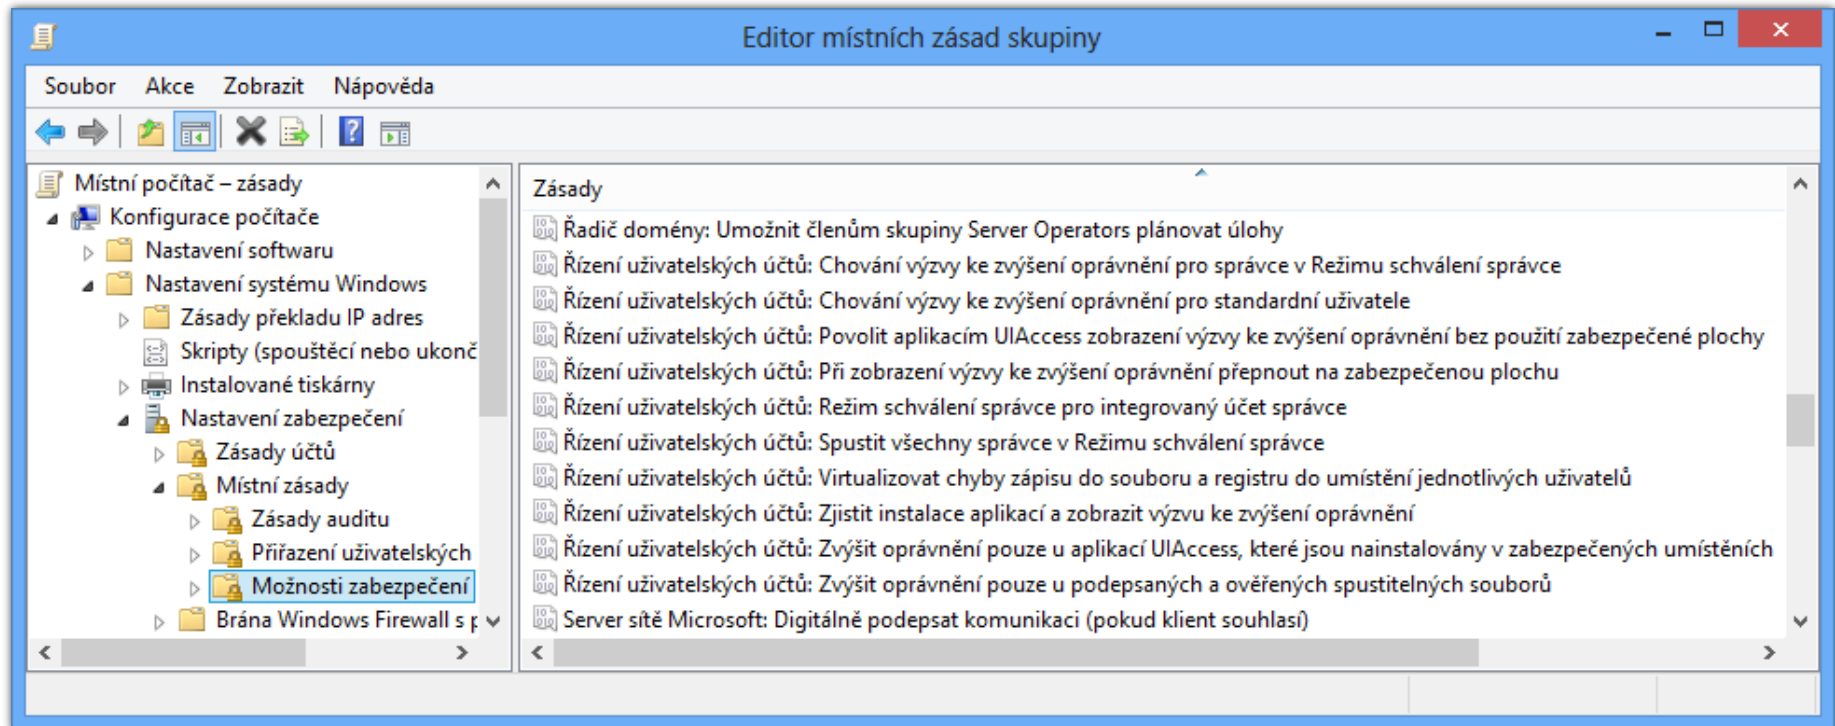 Editor místních zásad skupiny
Soubor Akce Zobrazit Nápověda
Místní počítač – zásady
Konfigurace počítače
Nastavení softwaru
Nastavení systému Windows
Zásady překladu IP adres
Skripty (spouštěcí nebo ukonč
Instalované tiskárny
Nastavení zabezpečení
Zásady účtů
Místní zásady
Zásady auditu
Přiřazení uživatelských
Možnosti zabezpečení
Brána Windows Firewall s p
Zásady
Řadič domény: Umožnit členům skupiny Server Operators plánovat úlohy
Řízení uživatelských účtů: Chování výzvy ke zvýšení oprávnění pro správce v Režimu schválení správce
Řízení uživatelských účtů: Chování výzvy ke zvýšení oprávnění pro standardní uživatele
Řízení uživatelských účtů: Povolit aplikacím UIAccess zobrazení výzvy ke zvýšení oprávnění bez použití zabezpečené plochy
Řízení uživatelských účtů: Při zobrazení výzvy ke zvýšení oprávnění přepnout na zabezpečenou plochu
Řízení uživatelských účtů: Režim schválení správce pro integrovaný účet správce
Řízení uživatelských účtů: Spustit všechny správce v Režimu schválení správce
Řízení uživatelských účtů: Virtualizovat chyby zápisu do souboru a registru do umístění jednotlivých uživatelů
Řízení uživatelských účtů: Zjistit instalace aplikací a zobrazit výzvu ke zvýšení oprávnění
Řízení uživatelských účtů: Zvýšit oprávnění pouze u aplikací UIAccess, které jsou nainstalovány v zabezpečených umístěních
Řízení uživatelských účtů: Zvýšit oprávnění pouze u podepsaných a ověřených spustitelných souborů
Server sítě Microsoft: Digitálně podepsat komunikaci (pokud klient souhlasí)